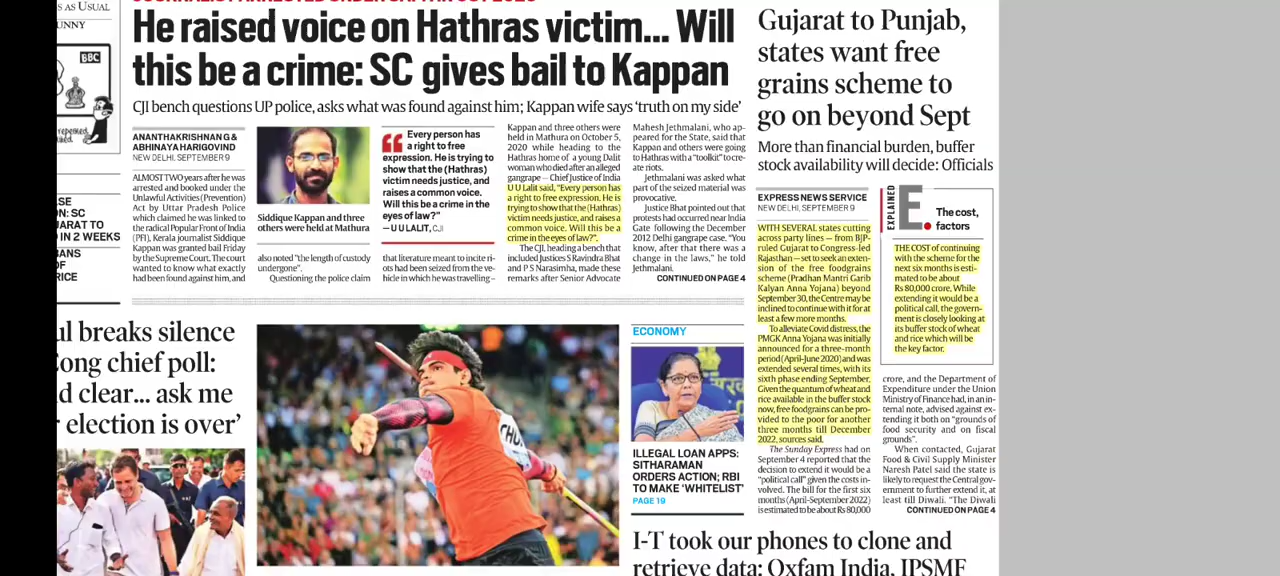 S AS USUAL
UNNY
BBC
He raised voice on Hathras victim... Will
this be a crime: SC gives bail to Kappan
CJI bench questions UP police, asks what was found against him; Kappan wife says ‘truth on my side’
ANANTHAKRISHNAN G &
ABHINAYA HARIGOVIND
NEW DELHI, SEPTEMBER 9
ALMOST TWO years after he was
arrested and booked under the
Unlawful Activities (Prevention)
Act by Uttar Pradesh Police
which claimed he was linked to
the radical Popular Front of India
(PFI), Kerala journalist Siddique
Kappan was granted bail Friday
by the Supreme Court. The court
wanted to know what exactly
had been found against him, and
Siddique Kappan and three
others were held at Mathura
also noted “the length of custody
undergone”.
Questioning the police claim
Every person has
a right to free
expression. He is trying
to show that the (Hathras)
victim needs justice, and
raises a common voice.
Will this be a crime in the
eyes of law?”
— U U LALIT, CJI
that literature meant to incite ri-
ots had been seized from the ve-
hicle in which he was travelling –
Kappan and three others were
held in Mathura on October 5,
2020 while heading to the
Hathras home of a young Dalit
woman who died after an alleged
gangrape — Chief Justice of India
U U Lalit said, “Every person has
a right to free expression. He is
trying to show that the (Hathras)
victim needs justice, and raises a
common voice. Will this be a
crime in the eyes of law?”.
The CJI, heading a bench that
included Justices S Ravindra Bhat
and P S Narasimha, made these
remarks after Senior Advocate
Mahesh Jethmalani, who ap-
peared for the State, said that
Kappan and others were going
to Hathras with a “toolkit” to cre-
ate riots.
Jethmalani was asked what
part of the seized material was
provocative.
Justice Bhat pointed out that
protests had occurred near India
Gate following the December
2012 Delhi gangrape case. “You
know, after that there was a
change in the laws,” he told
Jethmalani.
CONTINUED ON PAGE 4
Gujarat to Punjab,
states want free
grains scheme to
go on beyond Sept
More than financial burden, buffer
stock availability will decide: Officials
EXPRESS NEWS SERVICE
NEW DELHI, SEPTEMBER 9
WITH SEVERAL states cutting
across party lines — from BJP-
ruled Gujarat to Congress-led
Rajasthan — set to seek an exten-
sion of the free foodgrains
scheme (Pradhan Mantri Garib
Kalyan Anna Yojana) beyond
September 30, the Centre may be
inclined to continue with it for at
least a few more months.
To alleviate Covid distress, the
PMGK Anna Yojana was initially
announced for a three-month
period (April-June 2020) and was
extended several times, with its
sixth phase ending September.
Given the quantum of wheat and
rice available in the buffer stock
now, free foodgrains can be pro-
vided to the poor for another
three months till December
2022, sources said.
The Sunday Express had on
September 4 reported that the
decision to extend it would be a
“political call” given the costs in-
volved. The bill for the first six
months (April-September 2022)
is estimated to be about Rs 80,000
EXPLAINED
E.
The cost,
factors
THE COST of continuing
with the scheme for the
next six months is esti-
mated to be about
Rs 80,000 crore. While
extending it would be a
political call, the govern-
ment is closely looking at
its buffer stock of wheat
and rice which will be
the key factor.
crore, and the Department of
Expenditure under the Union
Ministry of Finance had, in an in-
ternal note, advised against ex-
tending it both on “grounds of
food security and on fiscal
grounds”.
When contacted, Gujarat
Food & Civil Supply Minister
Naresh Patel said the state is
likely to request the Central gov-
ernment to further extend it, at
least till Diwali. “The Diwali
CONTINUED ON PAGE 4
N: SC
JARAT TO
D IN 2 WEEKS
IANS
OF
RICE
ul breaks silence
Cong chief poll:
d clear... ask me
r election is over’
CHO
ECONOMY
ILLEGAL LOAN APPS:
SITHARAMAN
ORDERS ACTION; RBI
TO MAKE ‘WHITELIST’
PAGE 19
I-T took our phones to clone and
retrieve data: Oxfam India, IPSMF